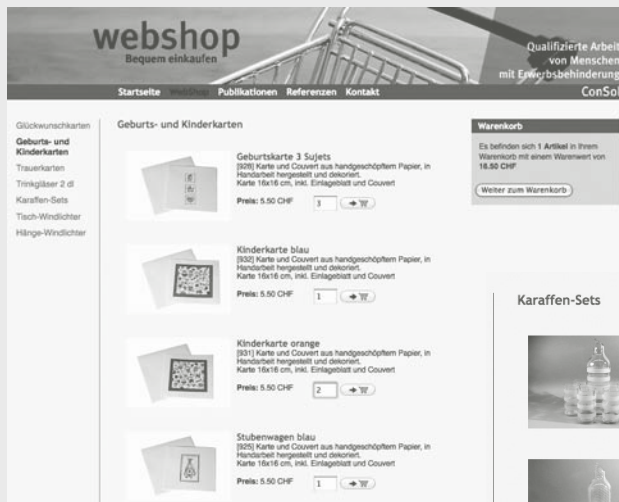 webshop
Bequem einkaufen
Qualifizierte Arbeit
von Menschen
mit Erwerbsbehinderung
Startseite WebShop Publikationen Referenzen Kontakt
ConSol
Glückwunschkarten
Geburts- und
Kinderkarten
Trauerkarten
Trinkgläser 2 dl
Karaffen-Sets
Tisch-Windlichter
Hänge-Windlichter
Geburts- und Kinderkarten
Geburtskarte 3 Sujets
[928] Karte und Couvert aus handgeschöpftem Papier, in
Handarbeit hergestellt und dekoriert.
Karte 16x16 cm, inkl. Einlageblatt und Couvert
Preis: 5.50 CHF 3
Kinderkarte blau
[932] Karte und Couvert aus handgeschöpftem Papier, in
Handarbeit hergestellt und dekoriert.
Karte 16x16 cm, inkl. Einlageblatt und Couvert
Preis: 5.50 CHF 1
Kinderkarte orange
[931] Karte und Couvert aus handgeschöpftem Papier, in
Handarbeit hergestellt und dekoriert.
Karte 16x16 cm, inkl. Einlageblatt und Couvert
Preis: 5.50 CHF 2
Stubenwagen blau
[925] Karte und Couvert aus handgeschöpftem Papier, in
Handarbeit hergestellt und dekoriert.
Karte 16x16 cm, inkl. Einlageblatt und Couvert
Preis: 5.50 CHF 1
Warenkorb
Es befinden sich 1 Artikel in Ihrem
Warenkorb mit einem Warenwert von
16.50 CHF
Weiter zum Warenkorb
Karaffen-Sets